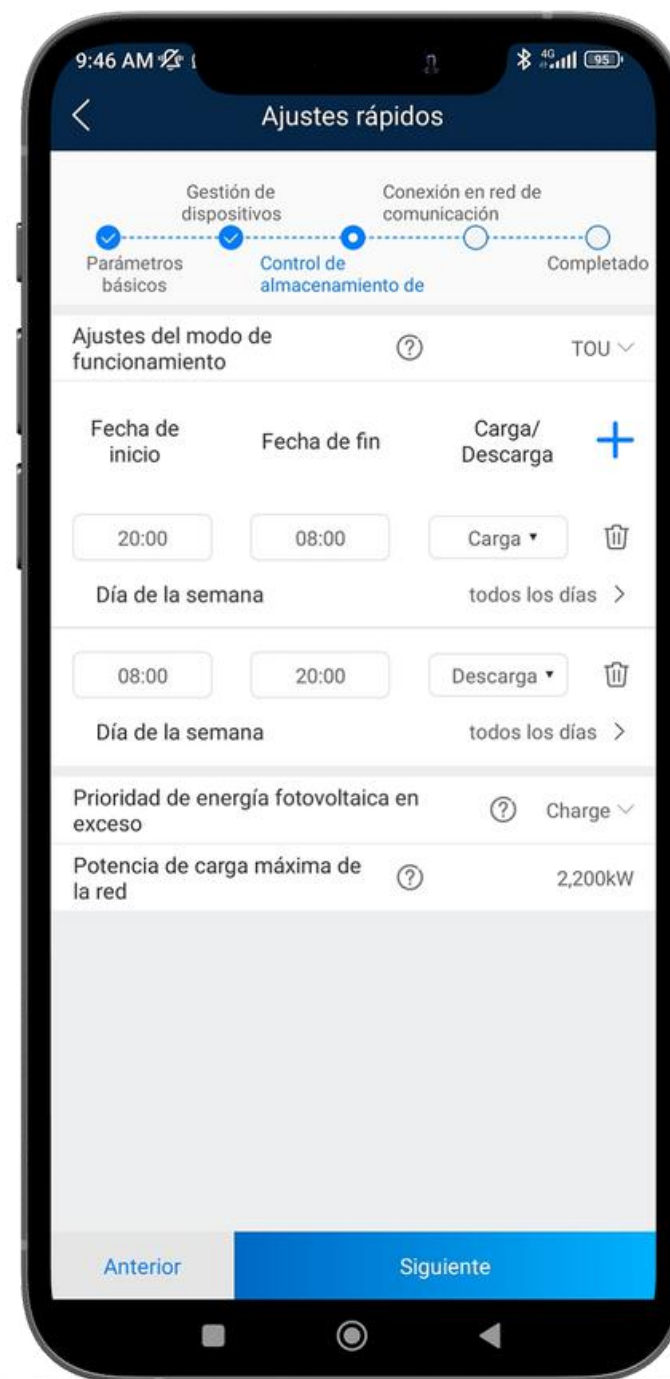 9:46 AM
4G
95
Ajustes rápidos
Gestión de
dispositivos
Conexión en red de
comunicación
Parámetros
básicos
Control de
almacenamiento de
Completado
Ajustes del modo de
funcionamiento
?
TOU
Fecha de
inicio
Fecha de fin
Carga/
Descarga
20:00
08:00
Carga
Día de la semana
todos los días
08:00
20:00
Descarga
Día de la semana
todos los días
Prioridad de energía fotovoltaica en
exceso
?
Charge
Potencia de carga máxima de
la red
?
2,200kW
Anterior
Siguiente